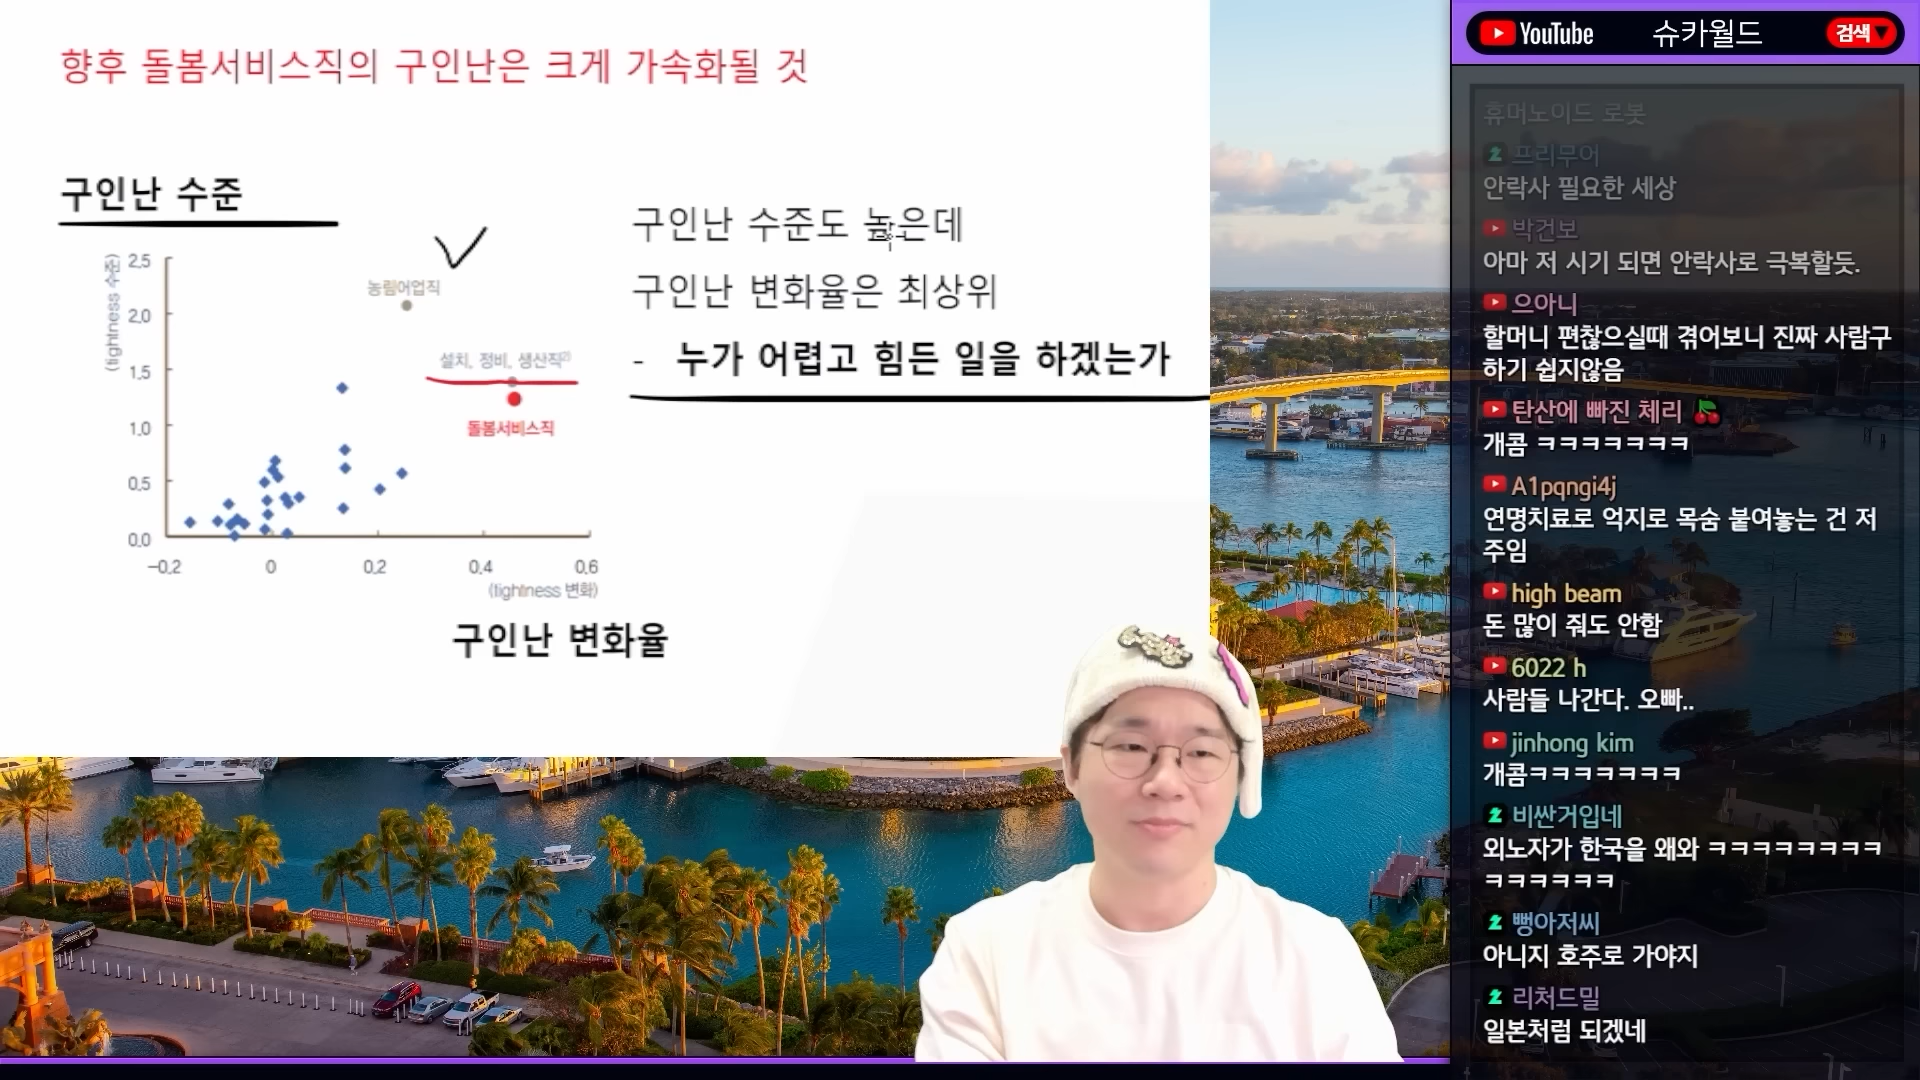 향후 돌봄서비스직의 구인난은 크게 가속화될 것
구인난 수준
(tightness 수준)
2.5
2.0
1.5
1.0
0.5
0.0
-0.2
0
0.2
0.4
0.6
(tightness 변화)
농림어업직
설치, 정비, 생산직2)
돌봄서비스직
구인난 변화율
구인난 수준도 높은데
구인난 변화율은 최상위
- 누가 어렵고 힘든 일을 하겠는가
YouTube 슈카월드 검색
휴머노이드 로봇
프리무어
안락사 필요한 세상
박건보
아마 저 시기 되면 안락사로 극복할듯.
으아니
할머니 편찮으실때 겪어보니 진짜 사람구
하기 쉽지않음
탄산에 빠진 체리
개콤 ㅋㅋㅋㅋㅋㅋㅋ
A1pqngi4j
연명치료로 억지로 목숨 붙여놓는 건 저
주임
high beam
돈 많이 줘도 안함
6022 h
사람들 나간다. 오빠..
jinhong kim
개콤ㅋㅋㅋㅋㅋㅋㅋ
비싼거입네
외노자가 한국을 왜와 ㅋㅋㅋㅋㅋㅋㅋㅋ
ㅋㅋㅋㅋㅋㅋ
뻥아저씨
아니지 호주로 가야지
리처드밀
일본처럼 되겠네